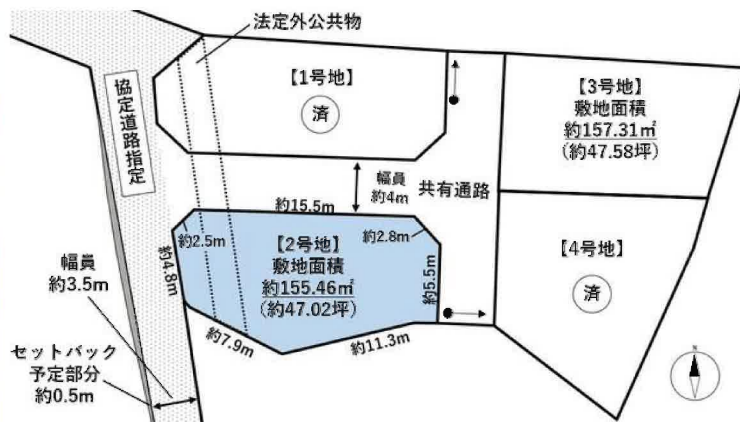 法定外公共物
協定道路指定
【1号地】
済
【3号地】
敷地面積
約157.31㎡
(約47.58坪)
幅員
約4m
共有通路
約15.5m
約2.5m
約2.8m
【2号地】
敷地面積
約155.46㎡
(約47.02坪)
約4.8m
約5.5m
【4号地】
済
幅員
約3.5m
約7.9m
約11.3m
セットバック
予定部分
約0.5m
N